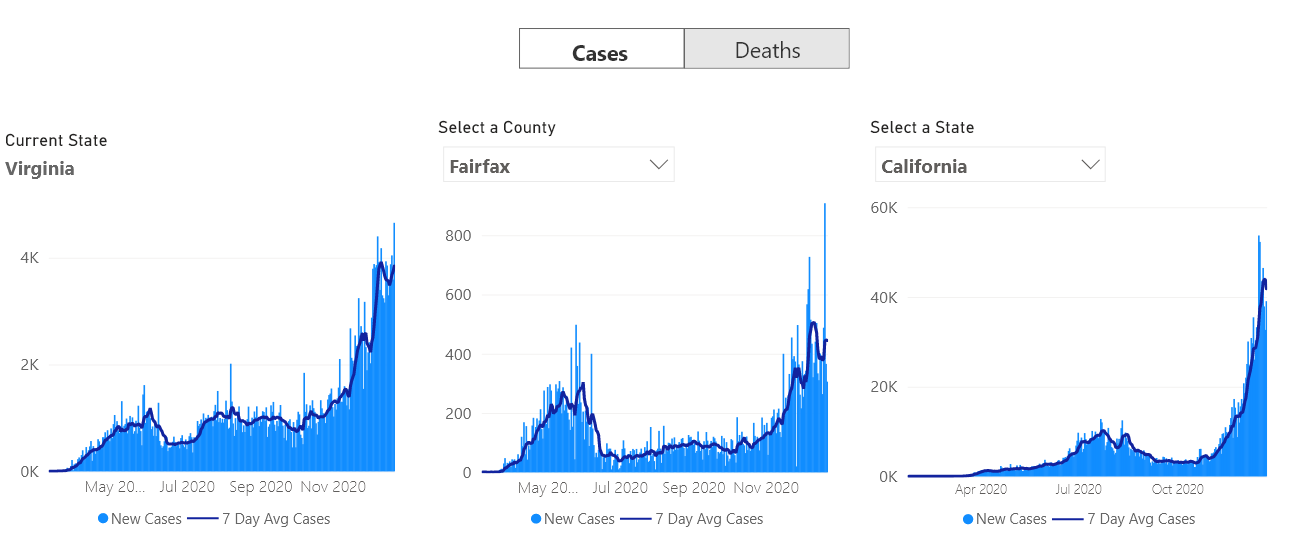 Cases Deaths
Current State
Virginia
4K
2K
0K
May 20... Jul 2020 Sep 2020 Nov 2020
New Cases 7 Day Avg Cases
Select a County
Fairfax
800
600
400
200
0
May 20... Jul 2020 Sep 2020 Nov 2020
New Cases 7 Day Avg Cases
Select a State
California
60K
40K
20K
0K
Apr 2020 Jul 2020 Oct 2020
New Cases 7 Day Avg Cases